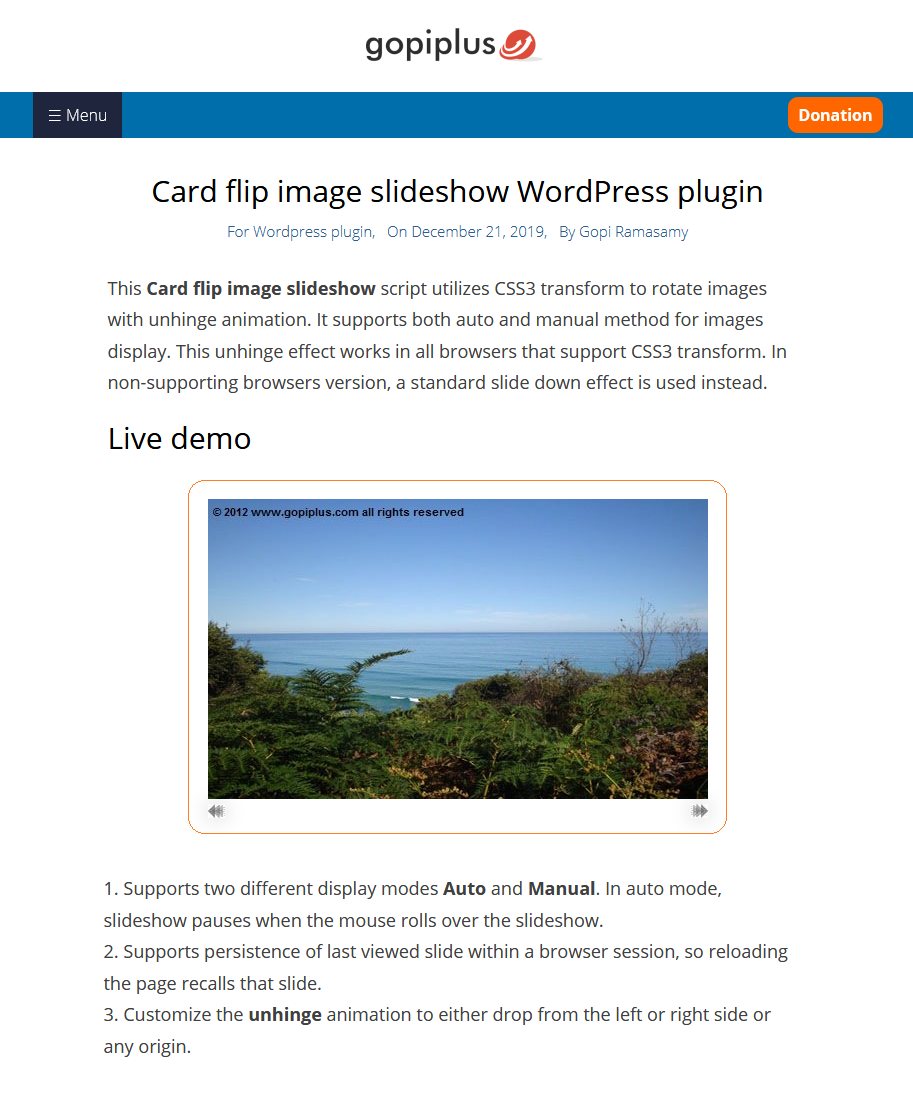 gopiplus
☰ Menu
Donation
Card flip image slideshow WordPress plugin
For Wordpress plugin, On December 21, 2019, By Gopi Ramasamy
This Card flip image slideshow script utilizes CSS3 transform to rotate images
with unhinge animation. It supports both auto and manual method for images
display. This unhinge effect works in all browsers that support CSS3 transform. In
non-supporting browsers version, a standard slide down effect is used instead.
Live demo
© 2012 www.gopiplus.com all rights reserved
1. Supports two different display modes Auto and Manual. In auto mode,
slideshow pauses when the mouse rolls over the slideshow.
2. Supports persistence of last viewed slide within a browser session, so reloading
the page recalls that slide.
3. Customize the unhinge animation to either drop from the left or right side or
any origin.